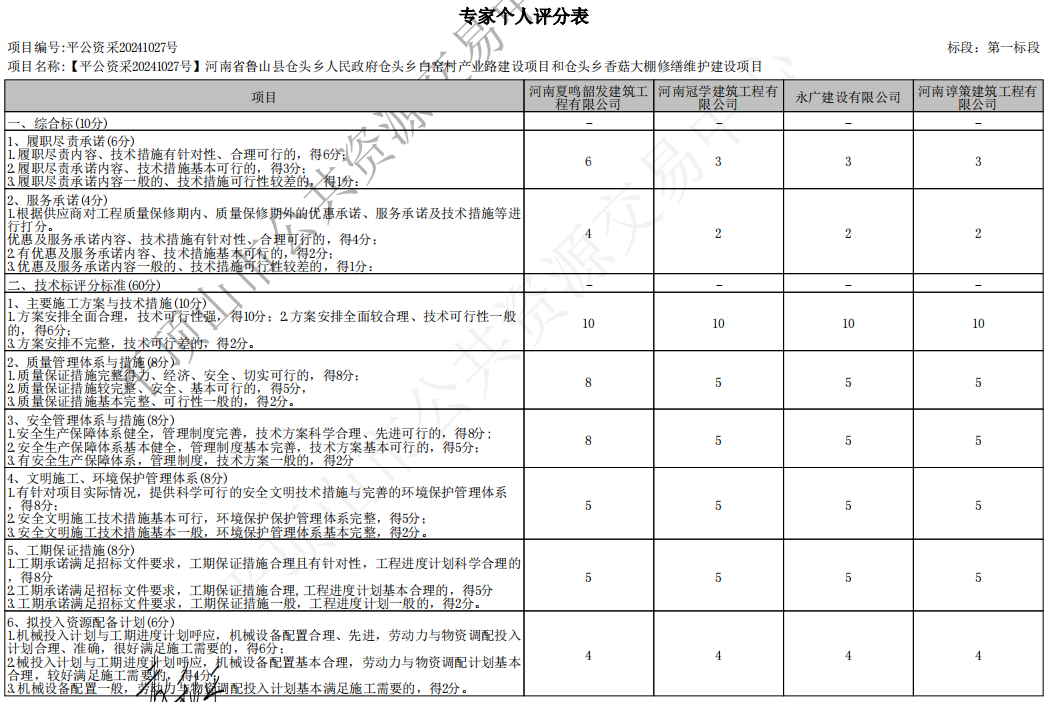 专家个人评分表
项目编号:平公资采20241027号
标段: 第一标段
项目名称:【平公资采20241027号】河南省鲁山县仓头乡人民政府仓头乡白窑村产业路建设项目和仓头乡香菇大棚修缮维护建设项目
项目
河南夏鸣韶发建筑工程有限公司
河南冠学建筑工程有限公司
永广建设有限公司
河南谆策建筑工程有限公司
一、综合标(10分)
- - - -
1、履职尽责承诺(6分)
1.履职尽责内容、技术措施有针对性、合理可行的,得6分;
2.履职尽责承诺内容、技术措施基本可行的,得3分;
3.履职尽责承诺内容一般的、技术措施可行性较差的,得1分:
6 3 3 3
2、服务承诺(4分)
1.根据供应商对工程质量保修期内、质量保修期外的优惠承诺、服务承诺及技术措施等进
行打分。
优惠及服务承诺内容、技术措施有针对性、合理可行的,得4分;
2.有优惠及服务承诺内容、技术措施基本可行的,得2分;
3.优惠及服务承诺内容一般的、技术措施可行性较差的,得1分:
4 2 2 2
二、技术标评分标准(60分)
- - - -
1、主要施工方案与技术措施(10分)
1.方案安排全面合理,技术可行性强,得10分;2.方案安排全面较合理、技术可行性一般
的,得6分;
3.方案安排不完整,技术可行差的,得2分。
10 10 10 10
2、质量管理体系与措施(8分)
1.质量保证措施完整得力、经济、安全、切实可行的,得8分;
2.质量保证措施较完整、安全、基本可行的,得5分,
3.质量保证措施基本完整、可行性一般的,得2分。
8 5 5 5
3、安全管理体系与措施(8分)
1.安全生产保障体系健全,管理制度完善,技术方案科学合理、先进可行的,得8分;
2.安全生产保障体系基本健全,管理制度基本完善,技术方案基本可行的,得5分;
3.有安全生产保障体系,管理制度,技术方案一般的,得2分
8 5 5 5
4、文明施工、环境保护管理体系(8分)
1.有针对项目实际情况,提供科学可行的安全文明技术措施与完善的环境保护管理体系
,得8分;
2.安全文明施工技术措施基本可行,环境保护保护管理体系完整,得5分;
3.安全文明施工技术措施基本一般,环境保护管理体系基本完整,得2分。
5 5 5 5
5、工期保证措施(8分)
1.工期承诺满足招标文件要求,工期保证措施合理且有针对性,工程进度计划科学合理的
,得8分
2.工期承诺满足招标文件要求,工期保证措施合理,工程进度计划基本合理的,得5分
3.工期承诺满足招标文件要求,工期保证措施一般,工程进度计划一般的,得2分。
5 5 5 5
6、拟投入资源配备计划(6分)
1.机械投入计划与工期进度计划呼应,机械设备配置合理、先进,劳动力与物资调配投入
计划合理、准确,很好满足施工需要的,得6分;
2.械投入计划与工期进度计划呼应,机械设备配置基本合理,劳动力与物资调配计划基本
合理,较好满足施工需要的,得4分;
3.机械设备配置一般,劳动力与物资调配投入计划基本满足施工需要的,得2分。
4 4 4 4
平顶山市公共资源交易中
平顶山市公共资源交易中心